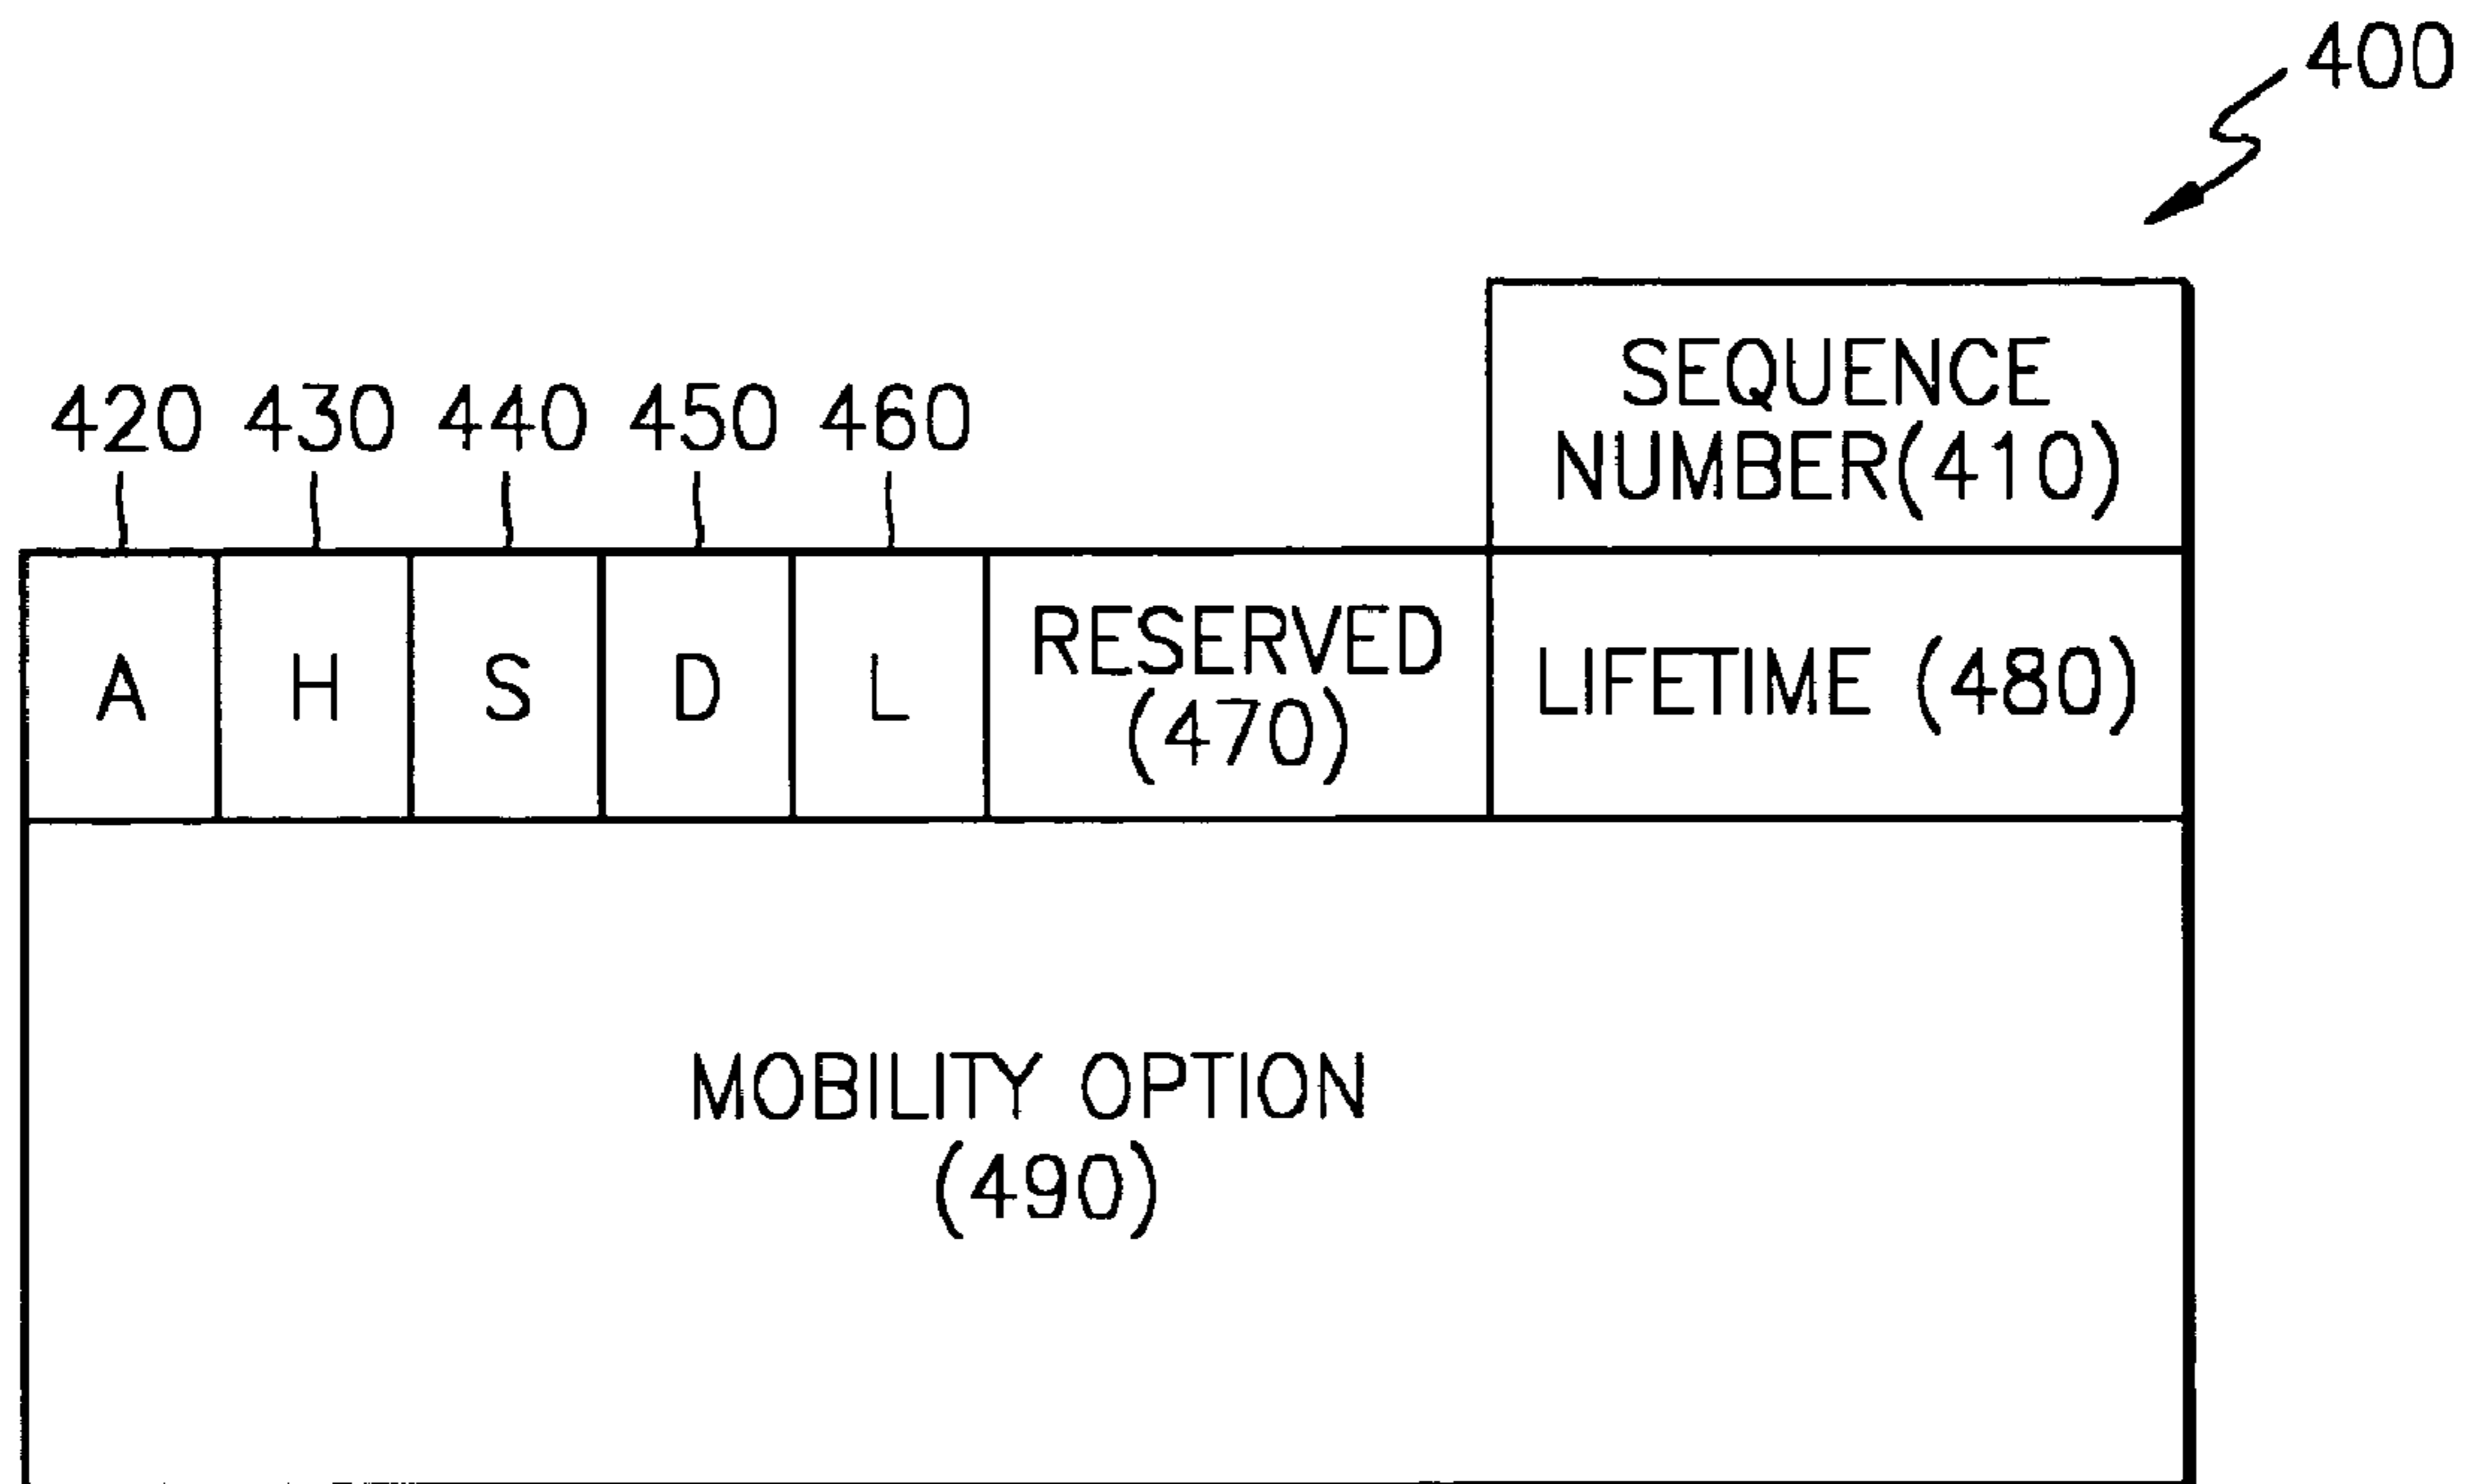 400
SEQUENCE
NUMBER(410)
420 430 440 450 460
A H S D L RESERVED
(470) LIFETIME (480)
MOBILITY OPTION
(490)